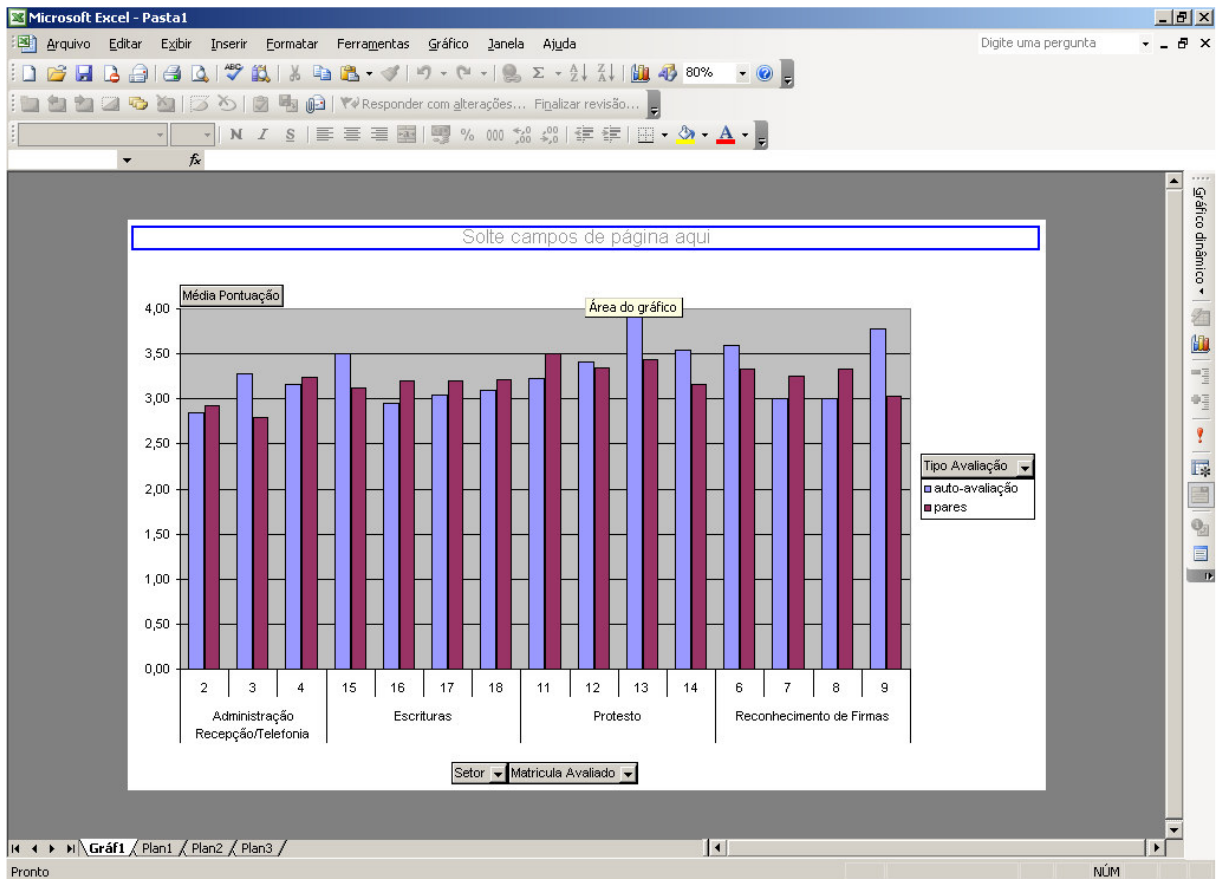 Microsoft Excel - Pasta1
Arquivo Editar Exibir Inserir Formatar Ferramentas Gráfico Janela Ajuda
Digite uma pergunta
80%
Responder com alterações... Finalizar revisão...
N I S % 000
fx
Gráfico dinâmico
Solte campos de página aqui
Média Pontuação
Área do gráfico
4,00
3,50
3,00
2,50
2,00
1,50
1,00
0,50
0,00
Tipo Avaliação
auto-avaliação
pares
2 3 4 15 16 17 18 11 12 13 14 6 7 8 9
Administração Escrituras Protesto Reconhecimento de Firmas
Recepção/Telefonia
Setor Matricula Avaliado
Gráf1 Plan1 Plan2 Plan3
Pronto
NÚM